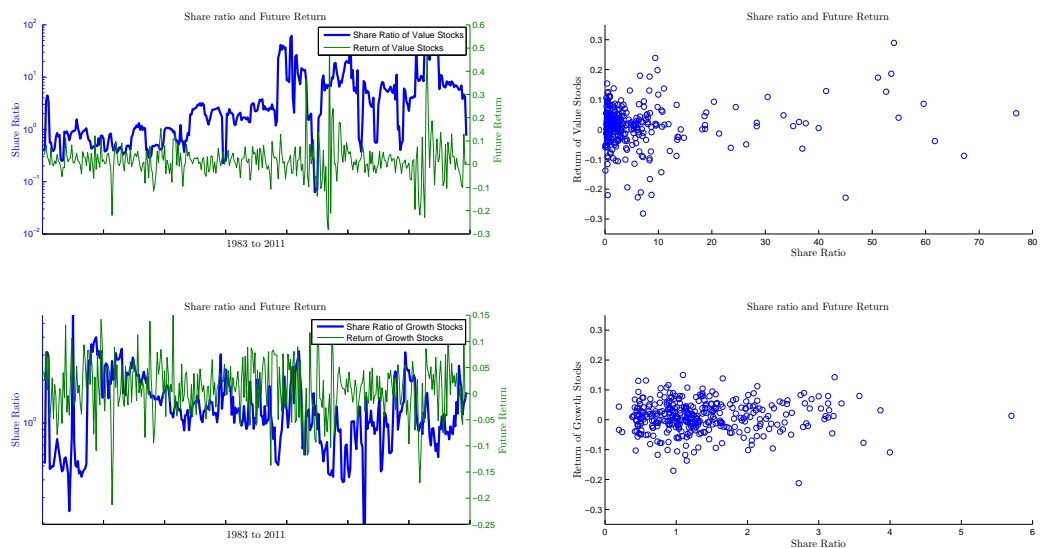 Share ratio and Future Return
10^2
10^1
10^0
10^-1
10^-2
Share Ratio
Share Ratio of Value Stocks
Return of Value Stocks
0.6
0.5
0.4
0.3
0.2
0.1
0
−0.1
−0.2
−0.3
Future Return
1983 to 2011
Share ratio and Future Return
0.3
0.2
0.1
0
−0.1
−0.2
−0.3
Return of Value Stocks
0 10 20 30 40 50 60 70 80
Share Ratio
Share ratio and Future Return
10^0
Share Ratio
Share Ratio of Growth Stocks
Return of Growth Stocks
0.15
0.1
0.05
0
−0.05
−0.1
−0.15
−0.2
−0.25
Future Return
1983 to 2011
Share ratio and Future Return
0.3
0.2
0.1
0
−0.1
−0.2
−0.3
Return of Growth Stocks
0 1 2 3 4 5 6
Share Ratio